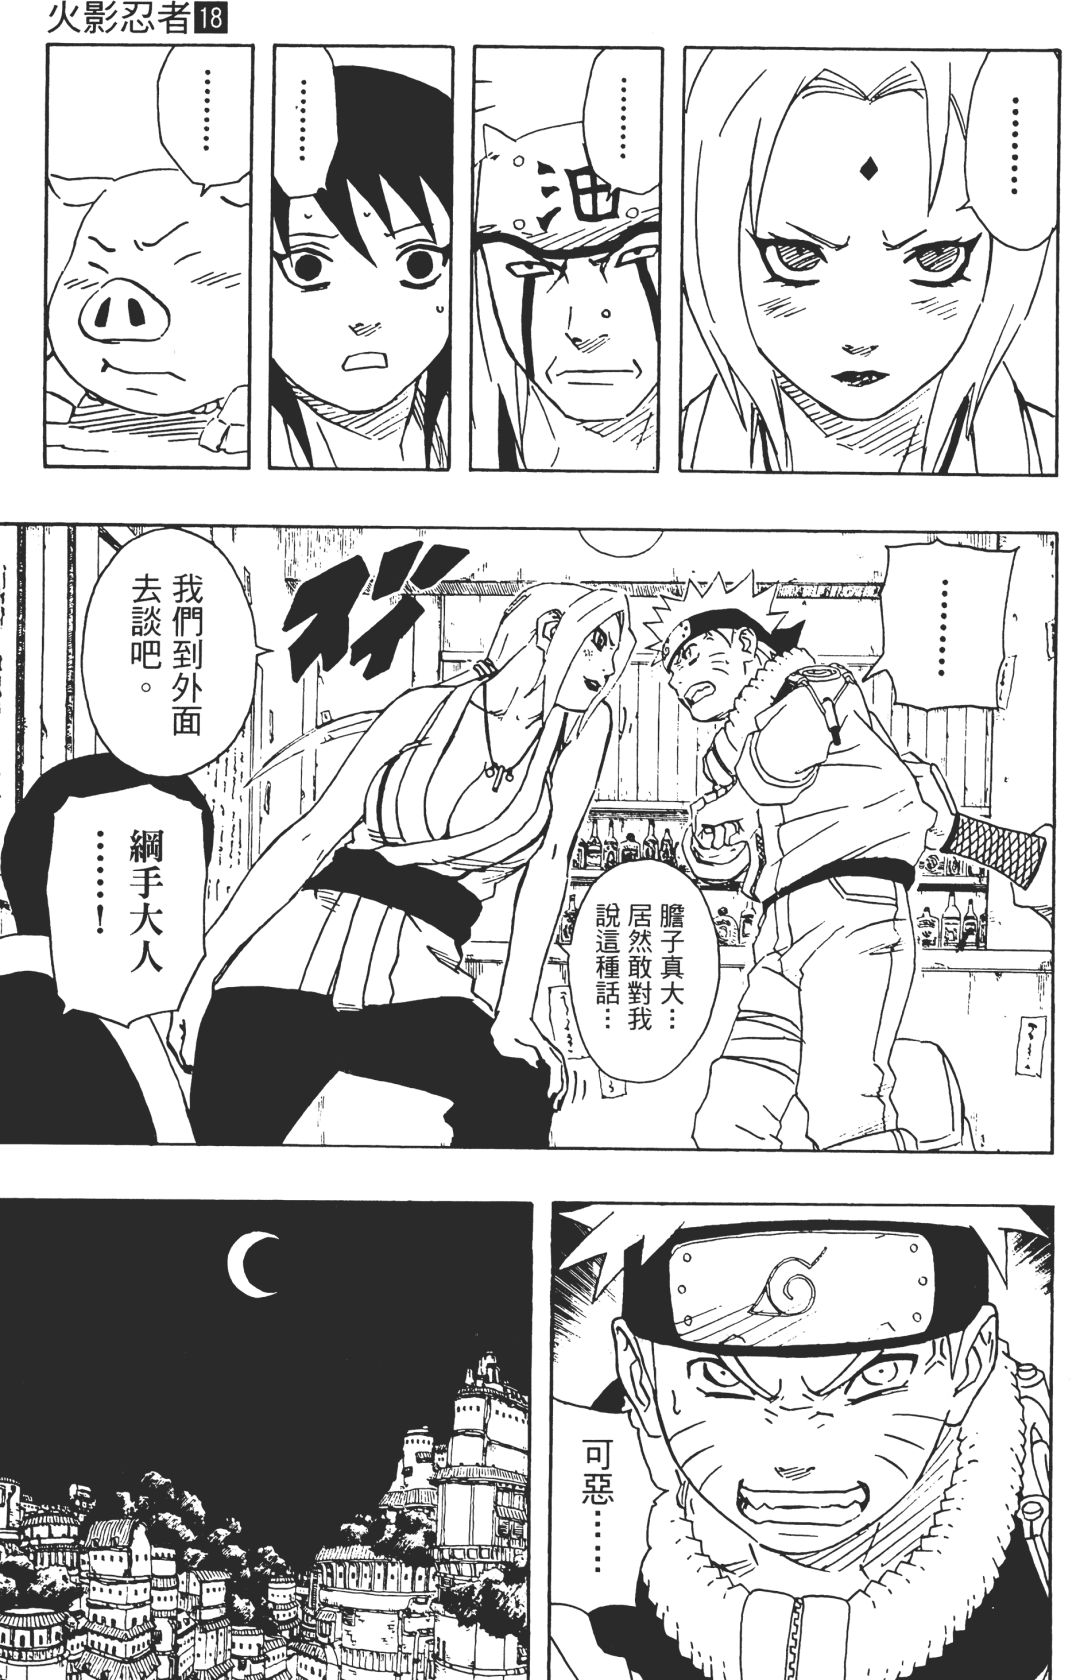 火影忍者18
………
………
油
………
………
………
膽子真大…
居然敢對我
說這種話…
我們到外面
去談吧。
綱手大人
……！
可惡……